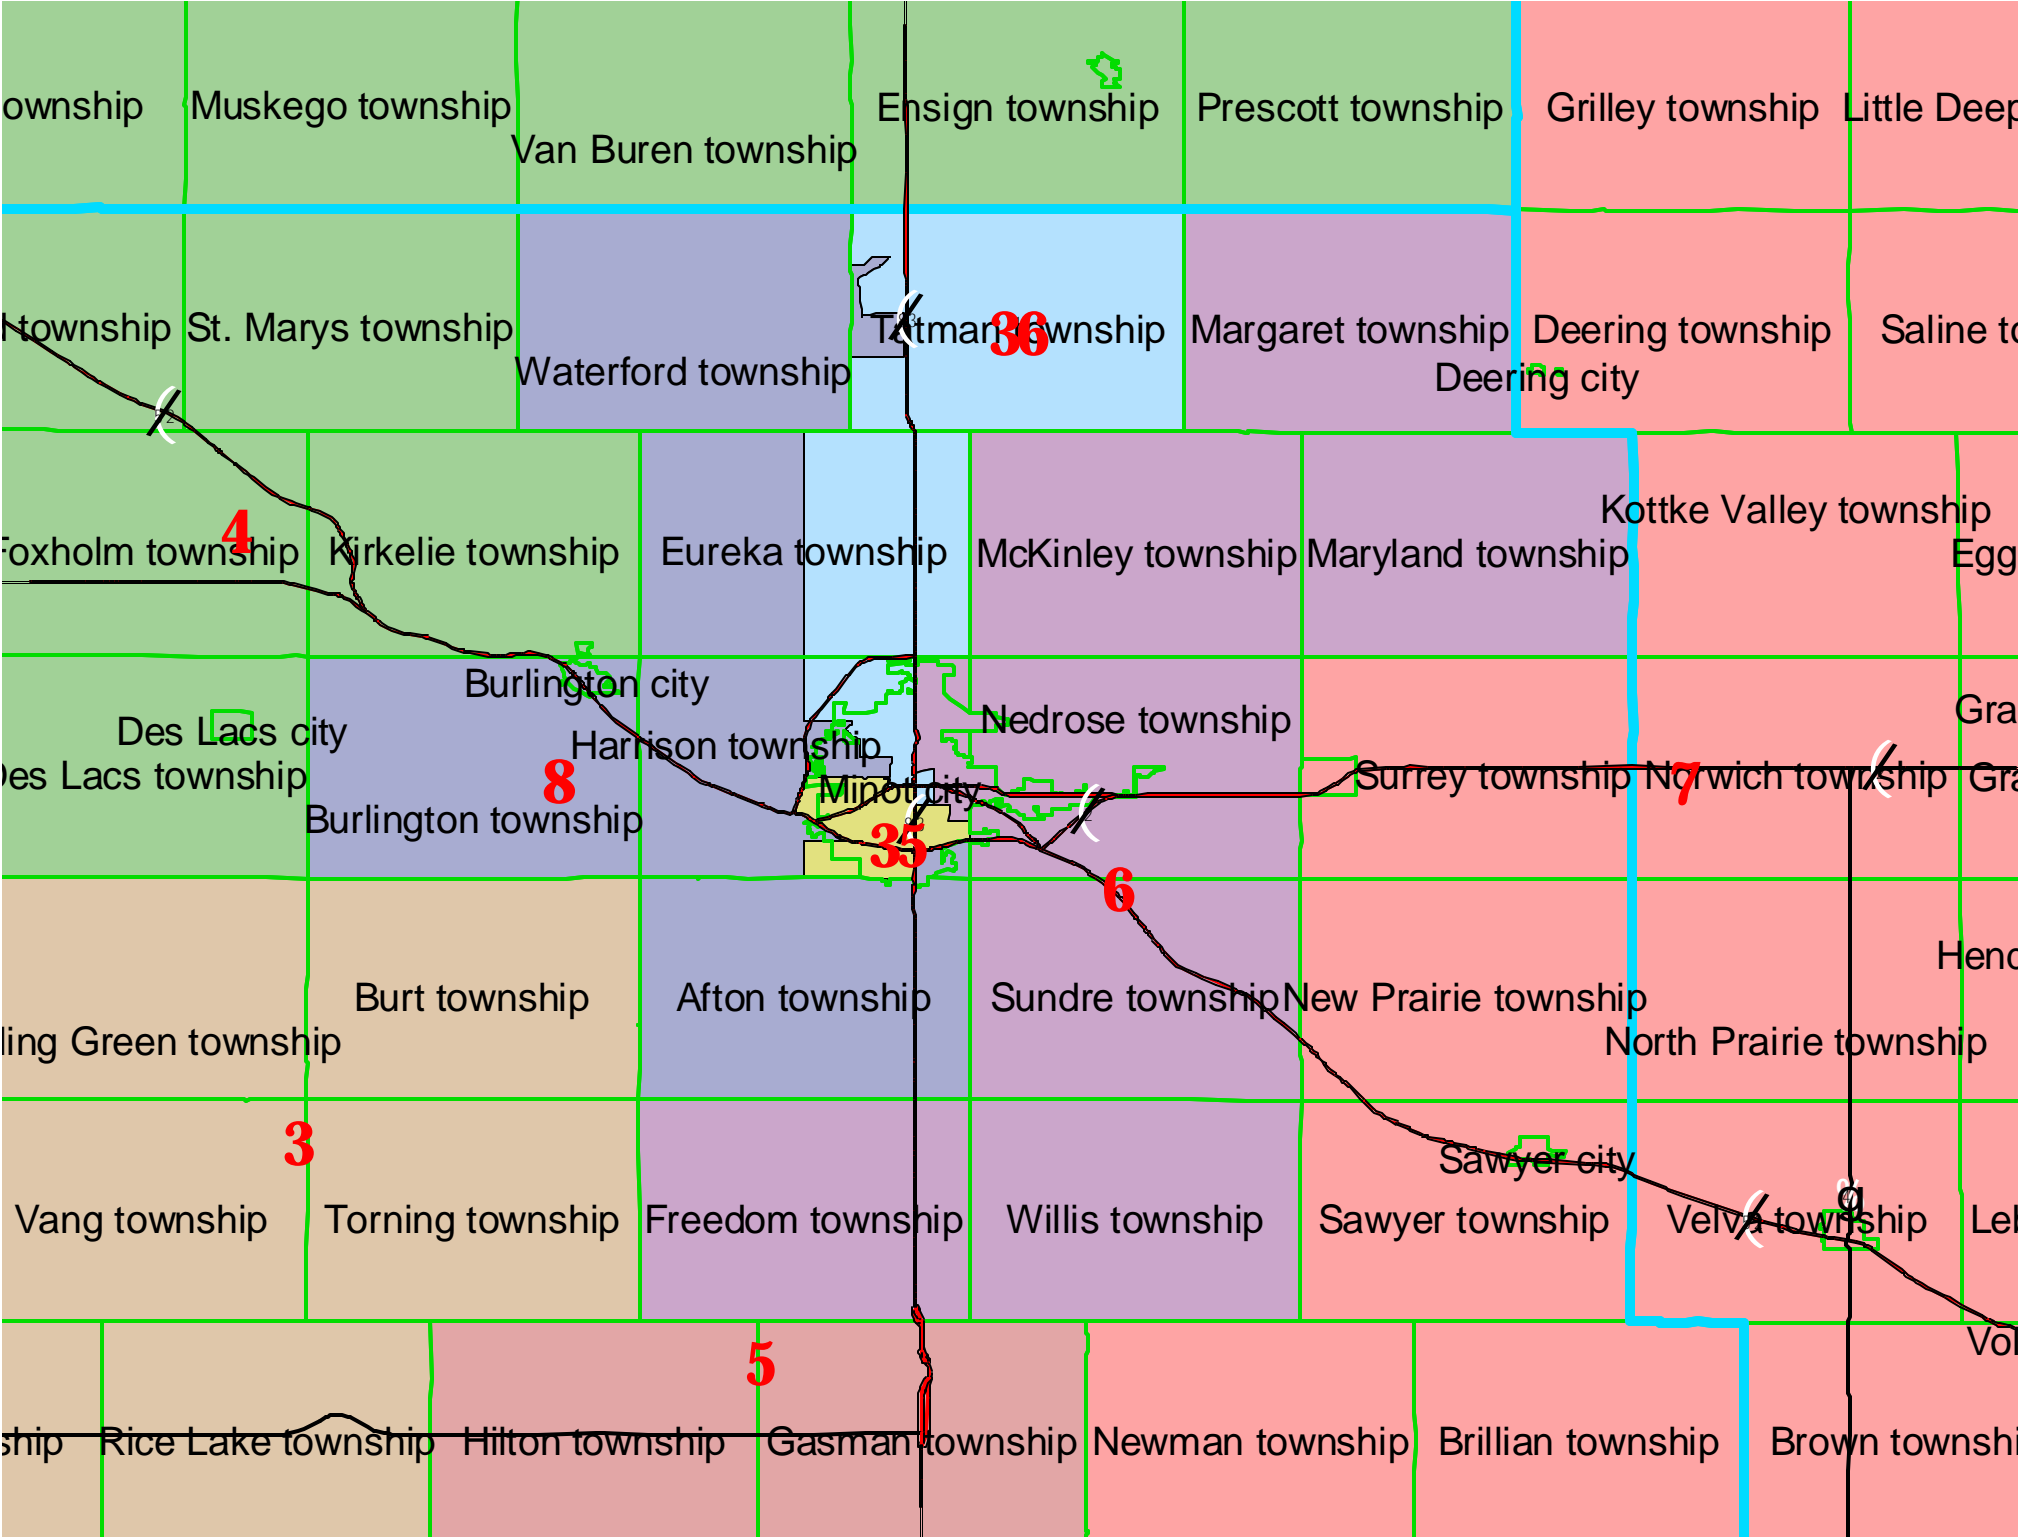 ownship
Muskego township
Van Buren township
Ensign township
Prescott township
Grilley township
Little Deep
township
St. Marys township
Waterford township
36
Margaret township
Deering township
Saline to
Deering city
4
Foxholm township
Kirkelie township
Eureka township
McKinley township
Maryland township
Kottke Valley township
Egg
Burlington city
Des Lacs city
Harrison township
Nedrose township
Gra
Des Lacs township
8
Burlington township
Minot city
35
Surrey township
7
Norwich township
Gra
6
ling Green township
Burt township
Afton township
Sundre township
New Prairie township
North Prairie township
Hend
3
Vang township
Torning township
Freedom township
Willis township
Sawyer city
Sawyer township
Velva township
g
Leb
5
Vol
ship
Rice Lake township
Hilton township
Gasman township
Newman township
Brillian township
Brown townshi